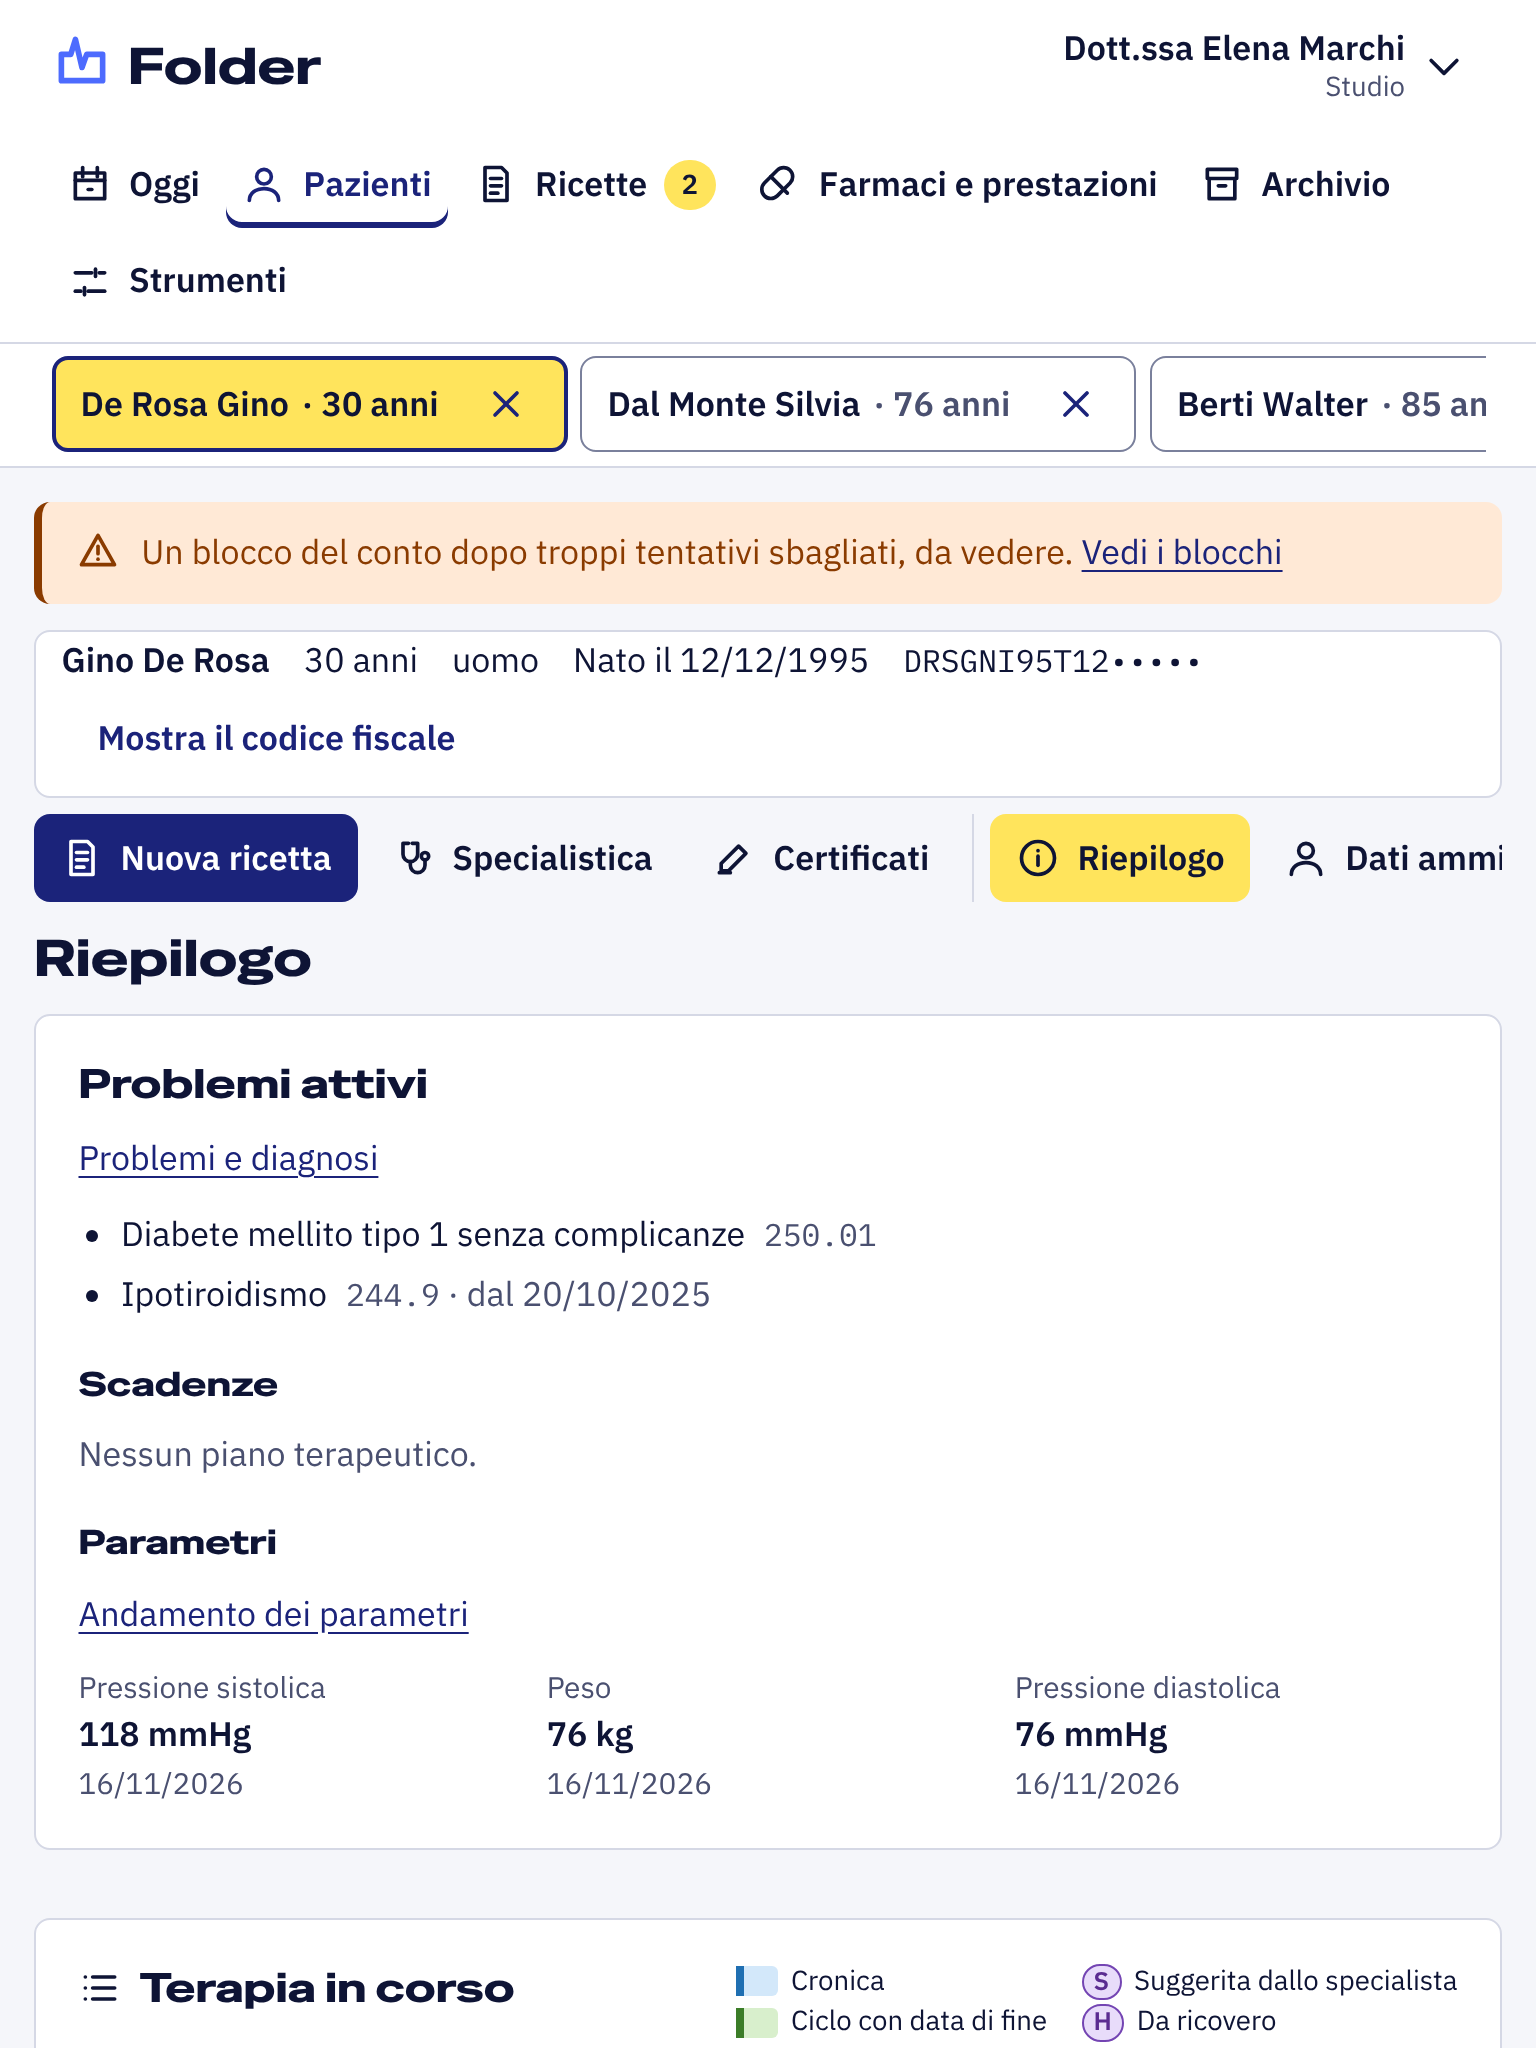 Folder
Dott.ssa Elena Marchi
Studio
Oggi
Pazienti
Ricette 2
Farmaci e prestazioni
Archivio
Strumenti
De Rosa Gino · 30 anni
Dal Monte Silvia · 76 anni
Berti Walter · 85 an
Un blocco del conto dopo troppi tentativi sbagliati, da vedere. Vedi i blocchi
Gino De Rosa 30 anni uomo Nato il 12/12/1995 DRSGNI95T12•••••
Mostra il codice fiscale
Nuova ricetta
Specialistica
Certificati
Riepilogo
Dati ammi
Riepilogo
Problemi attivi
Problemi e diagnosi
• Diabete mellito tipo 1 senza complicanze 250.01
• Ipotiroidismo 244.9 · dal 20/10/2025
Scadenze
Nessun piano terapeutico.
Parametri
Andamento dei parametri
Pressione sistolica
118 mmHg
16/11/2026
Peso
76 kg
16/11/2026
Pressione diastolica
76 mmHg
16/11/2026
Terapia in corso
Cronica
S Suggerita dallo specialista
Ciclo con data di fine
H Da ricovero